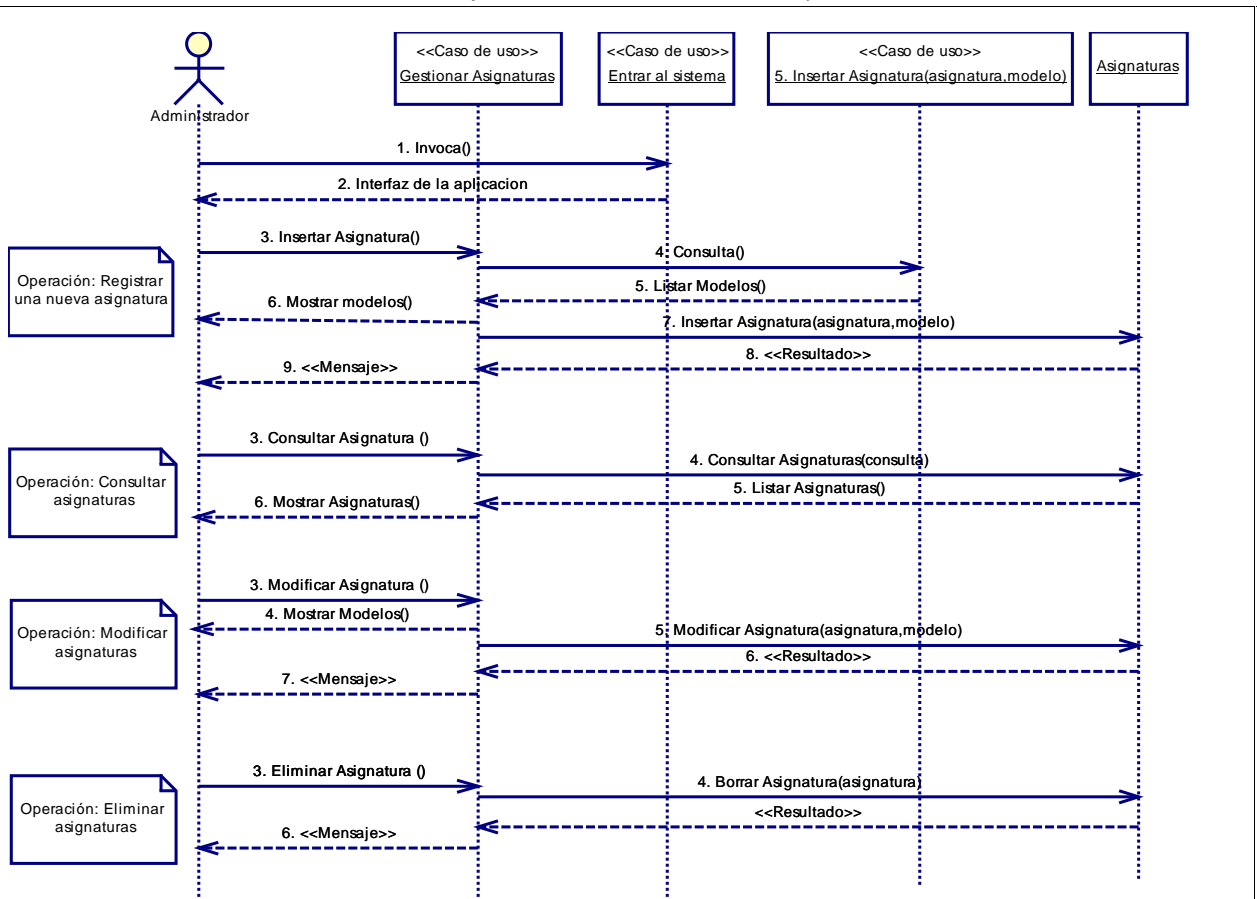 <<Caso de uso>>
Gestionar Asignaturas
<<Caso de uso>>
Entrar al sistema
<<Caso de uso>>
5. Insertar Asignatura(asignatura,modelo)
Asignaturas
Administrador
1. Invoca()
2. Interfaz de la aplicacion
3. Insertar Asignatura()
4. Consulta()
Operación: Registrar
una nueva asignatura
5. Listar Modelos()
6. Mostrar modelos()
7. Insertar Asignatura(asignatura,modelo)
8. <<Resultado>>
9. <<Mensaje>>
3. Consultar Asignatura ()
4. Consultar Asignaturas(consulta)
Operación: Consultar
asignaturas
5. Listar Asignaturas()
6. Mostrar Asignaturas()
3. Modificar Asignatura ()
4. Mostrar Modelos()
Operación: Modificar
asignaturas
5. Modificar Asignatura(asignatura,modelo)
6. <<Resultado>>
7. <<Mensaje>>
3. Eliminar Asignatura ()
4. Borrar Asignatura(asignatura)
Operación: Eliminar
asignaturas
<<Resultado>>
6. <<Mensaje>>